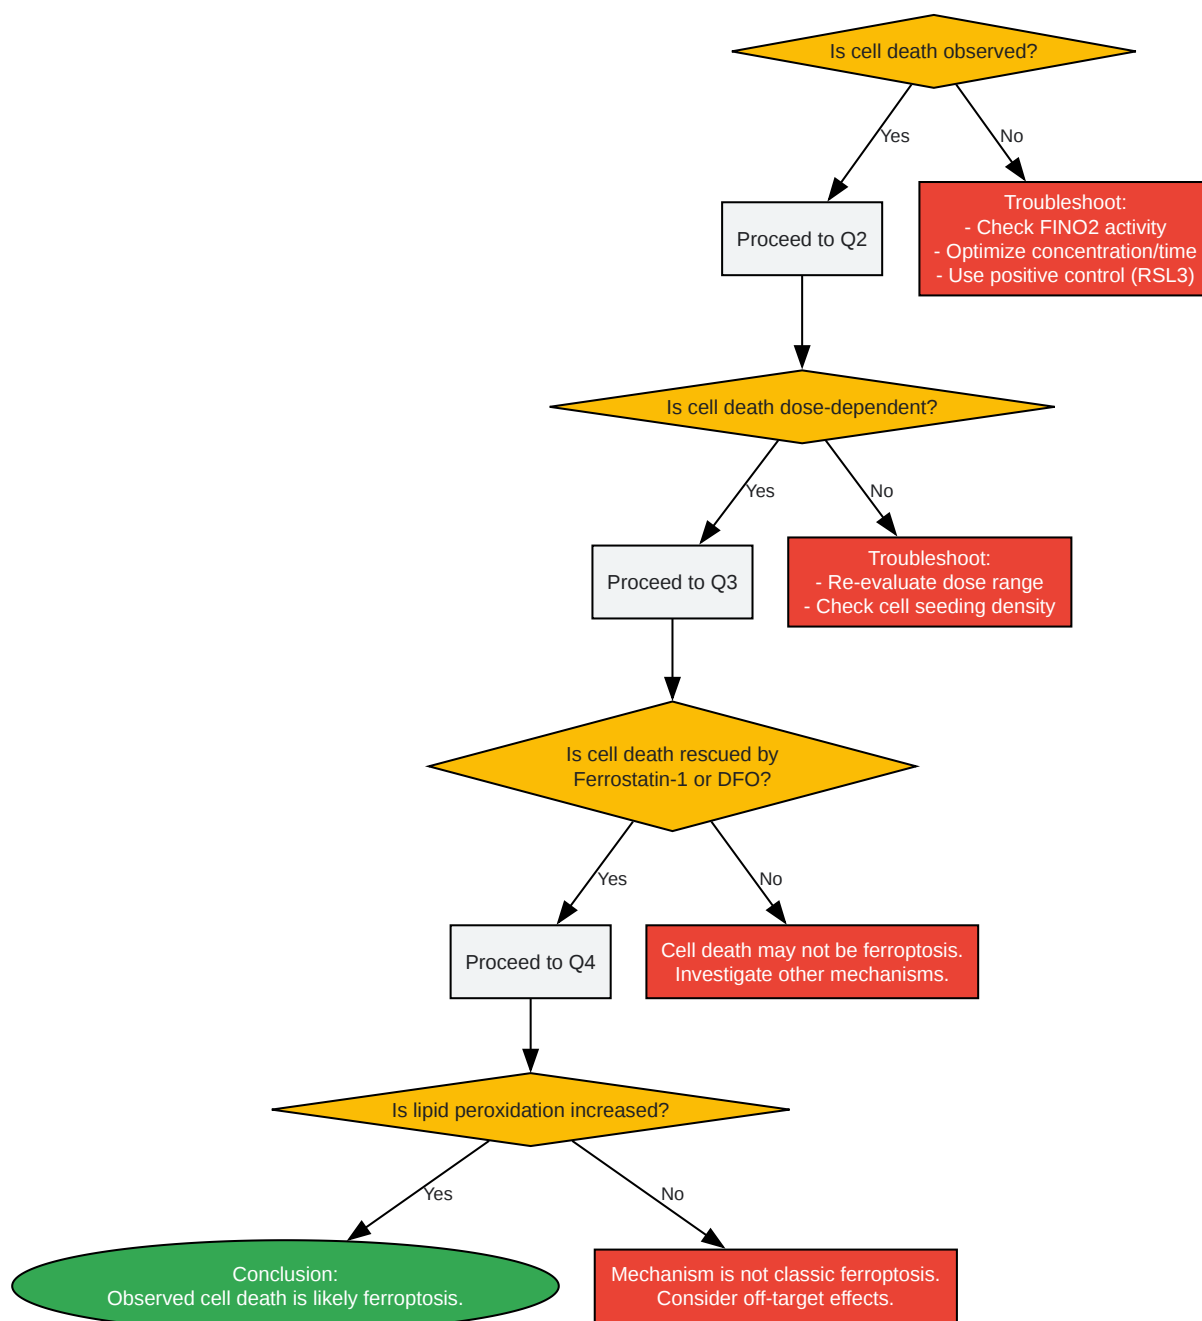 Is cell death observed?
Yes
No
Proceed to Q2
Troubleshoot:
- Check FINO2 activity
- Optimize concentration/time
- Use positive control (RSL3)
Is cell death dose-dependent?
Yes
No
Proceed to Q3
Troubleshoot:
- Re-evaluate dose range
- Check cell seeding density
Is cell death rescued by
Ferrostatin-1 or DFO?
Yes
No
Proceed to Q4
Cell death may not be ferroptosis.
Investigate other mechanisms.
Is lipid peroxidation increased?
Yes
No
Conclusion:
Observed cell death is likely ferroptosis.
Mechanism is not classic ferroptosis.
Consider off-target effects.